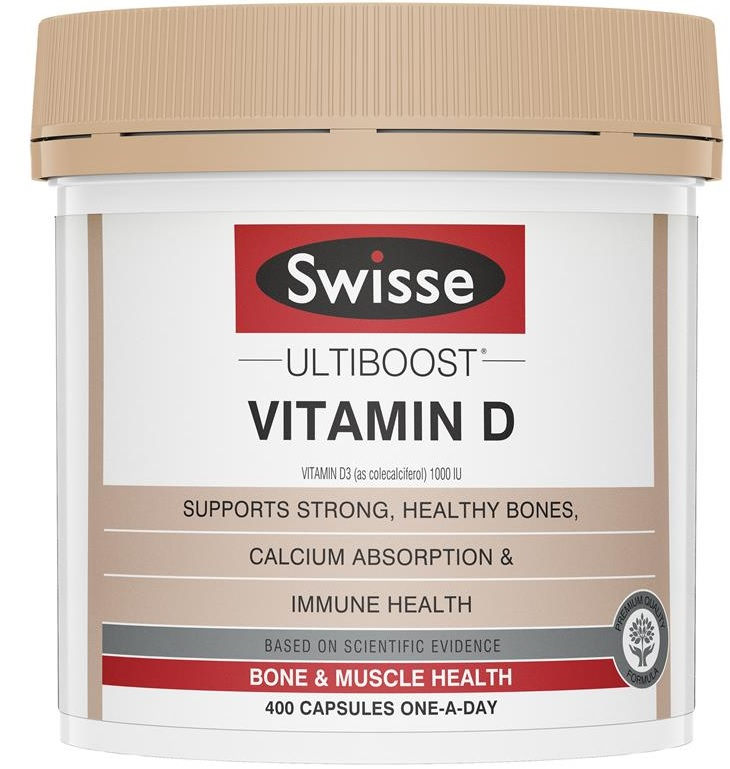 Swisse
ULTIBOOST®
VITAMIN D
VITAMIN D3 (as colecalciferol) 1000 IU
SUPPORTS STRONG, HEALTHY BONES,
CALCIUM ABSORPTION &
IMMUNE HEALTH
PREMIUM QUALITY
FORMULA
BASED ON SCIENTIFIC EVIDENCE
BONE & MUSCLE HEALTH
400 CAPSULES ONE-A-DAY